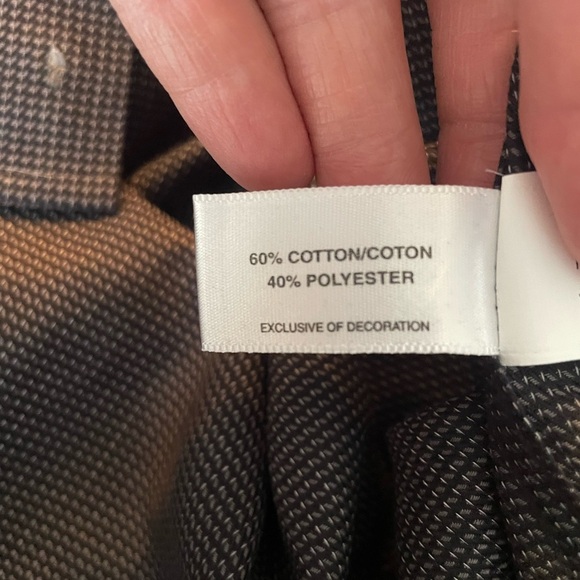 60% COTTON/COTON
40% POLYESTER
EXCLUSIVE OF DECORATION